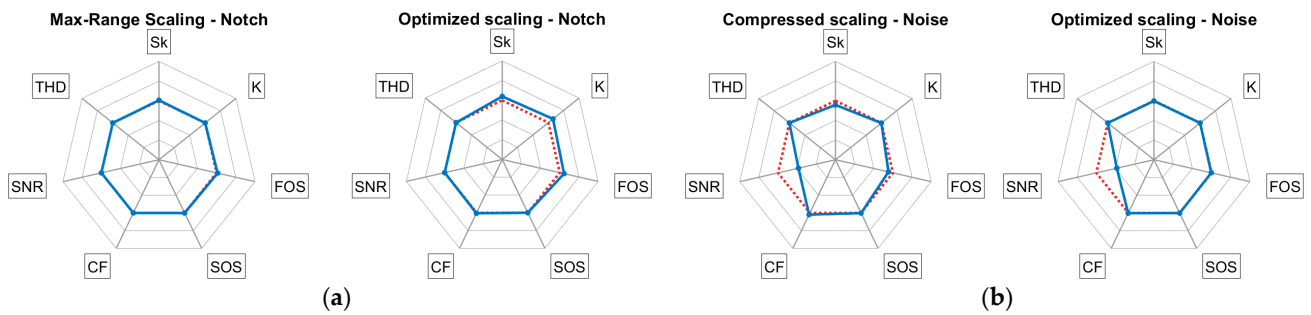 Max-Range Scaling - Notch
Sk
K
FOS
SOS
CF
SNR
THD
Optimized scaling - Notch
Sk
K
FOS
SOS
CF
SNR
THD
(a)
Compressed scaling - Noise
Sk
K
FOS
SOS
CF
SNR
THD
Optimized scaling - Noise
Sk
K
FOS
SOS
CF
SNR
THD
(b)